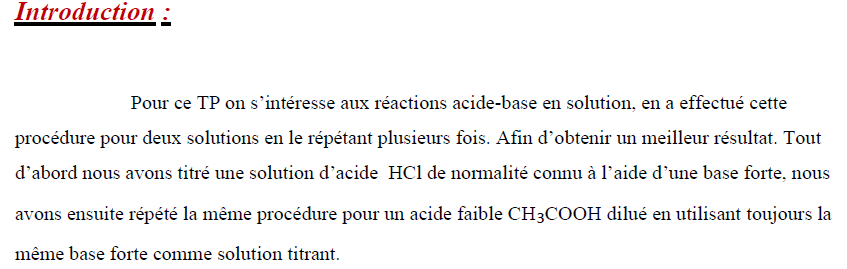 Introduction :
Pour ce TP on s’intéresse aux réactions acide-base en solution, en a effectué cette
procédure pour deux solutions en le répétant plusieurs fois. Afin d’obtenir un meilleur résultat. Tout
d’abord nous avons titré une solution d’acide  HCl de normalité connu à l’aide d’une base forte, nous
avons ensuite répété la même procédure pour un acide faible CH3COOH dilué en utilisant toujours la
même base forte comme solution titrant.